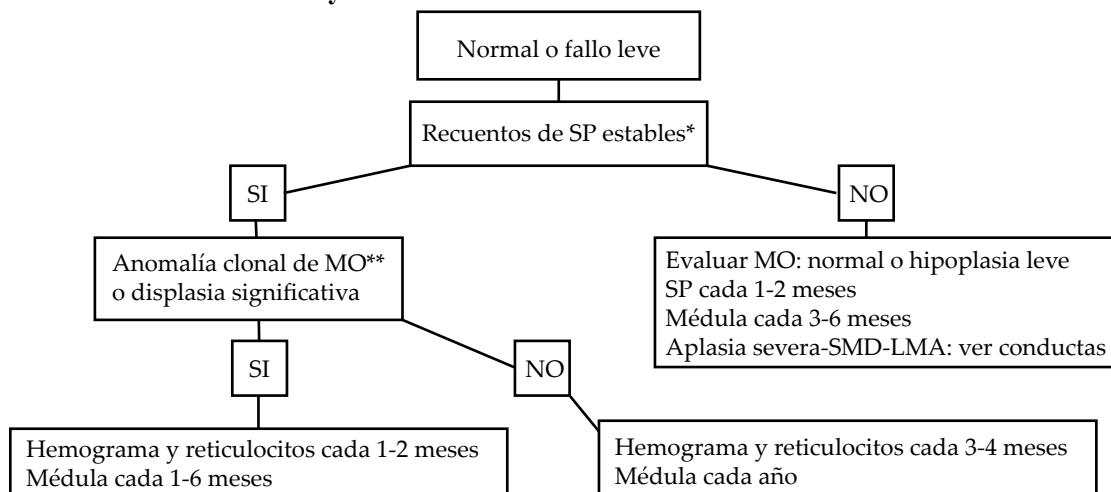 Normal o fallo leve
Recuentos de SP estables*
SI
NO
Anomalía clonal de MO**
o displasia significativa
Evaluar MO: normal o hipoplasia leve
SP cada 1-2 meses
Médula cada 3-6 meses
Aplasia severa-SMD-LMA: ver conductas
SI
NO
Hemograma y reticulocitos cada 1-2 meses
Médula cada 1-6 meses
Hemograma y reticulocitos cada 3-4 meses
Médula cada año